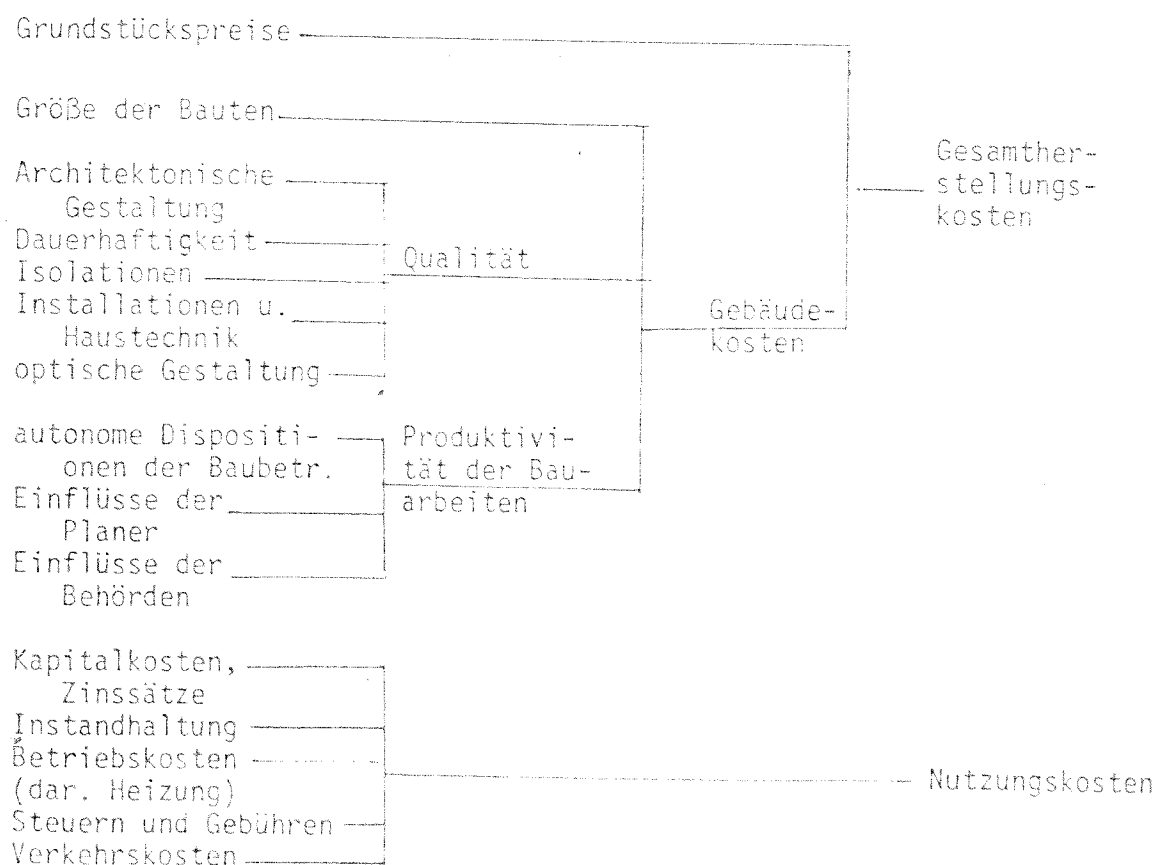 Grundstückspreise
Größe der Bauten
Architektonische
Gestaltung
Dauerhaftigkeit
Isolationen
Installationen u.
Haustechnik
optische Gestaltung
Qualität
autonome Dispositi-
onen der Baubetr.
Einflüsse der
Planer
Einflüsse der
Behörden
Produktivi-
tät der Bau-
arbeiten
Gebäude-
kosten
Gesamther-
stellungs-
kosten
Kapitalkosten,
Zinssätze
Instandhaltung
Betriebskosten
(dar. Heizung)
Steuern und Gebühren
Verkehrskosten
Nutzungskosten